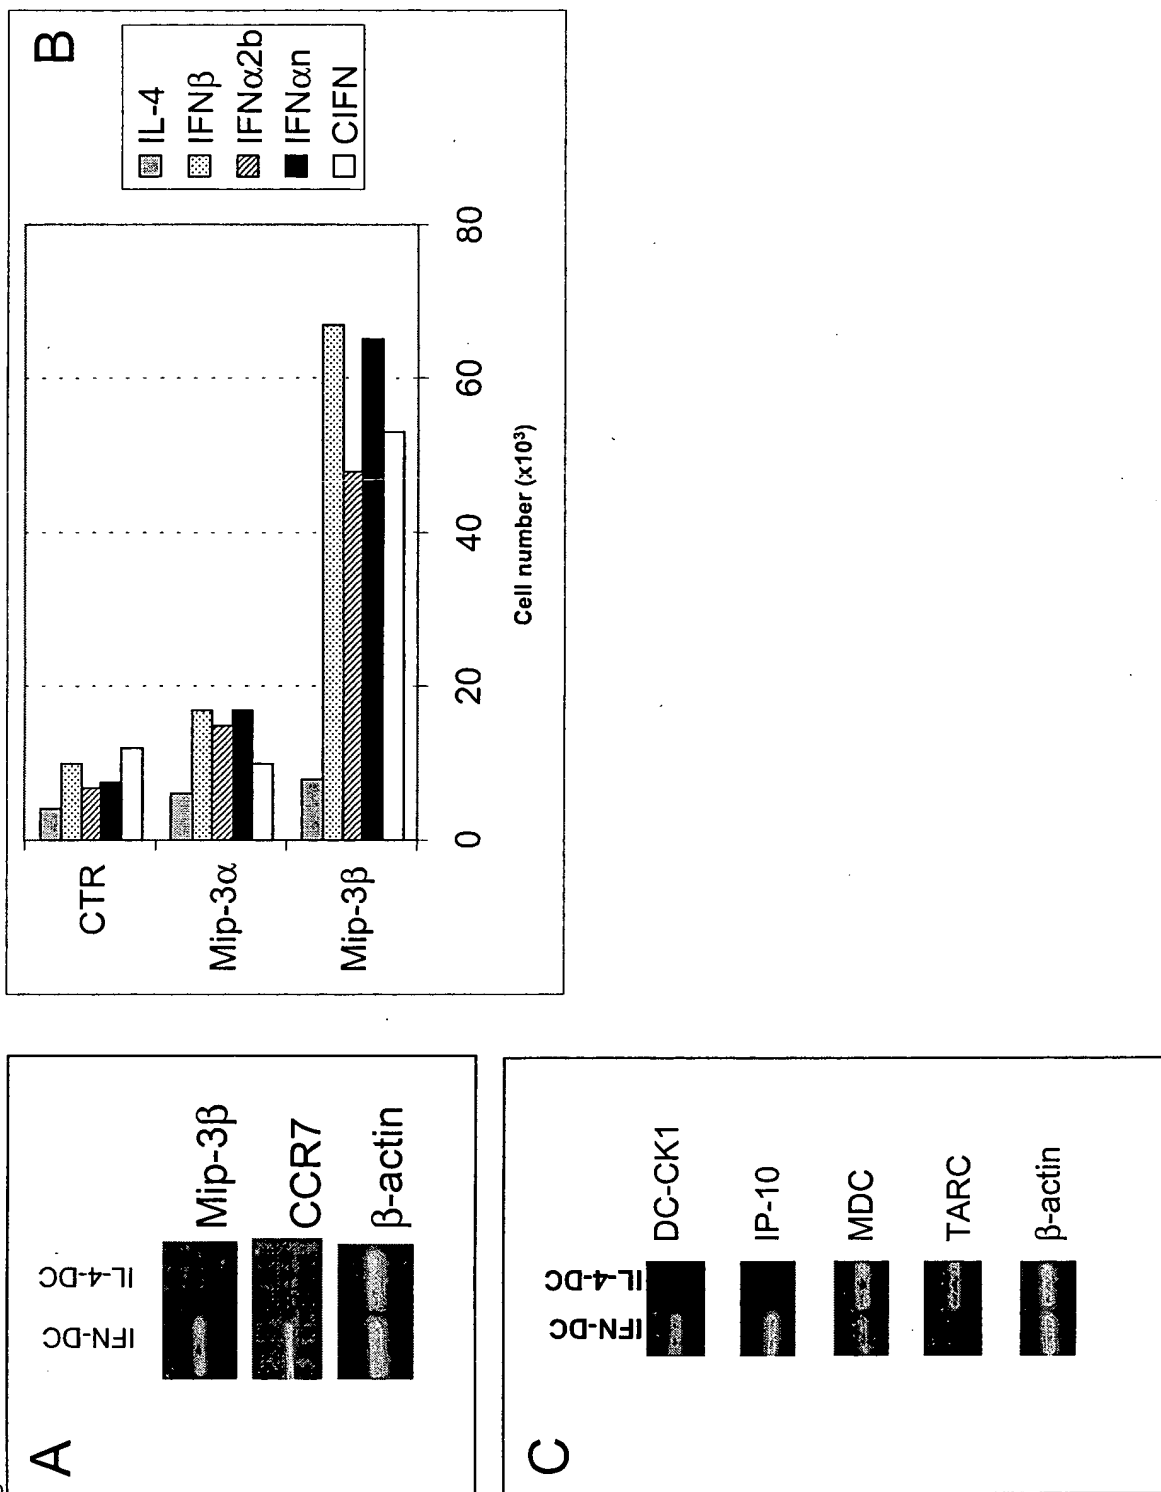 A
IFN-DC
IL-4-DC
Mip-3β
CCR7
β-actin
B
CTR
Mip-3α
Mip-3β
0
20
40
60
80
Cell number (x10³)
IL-4
IFNβ
IFNα2b
IFNαn
CIFN
C
IFN-DC
IL-4-DC
DC-CK1
IP-10
MDC
TARC
β-actin